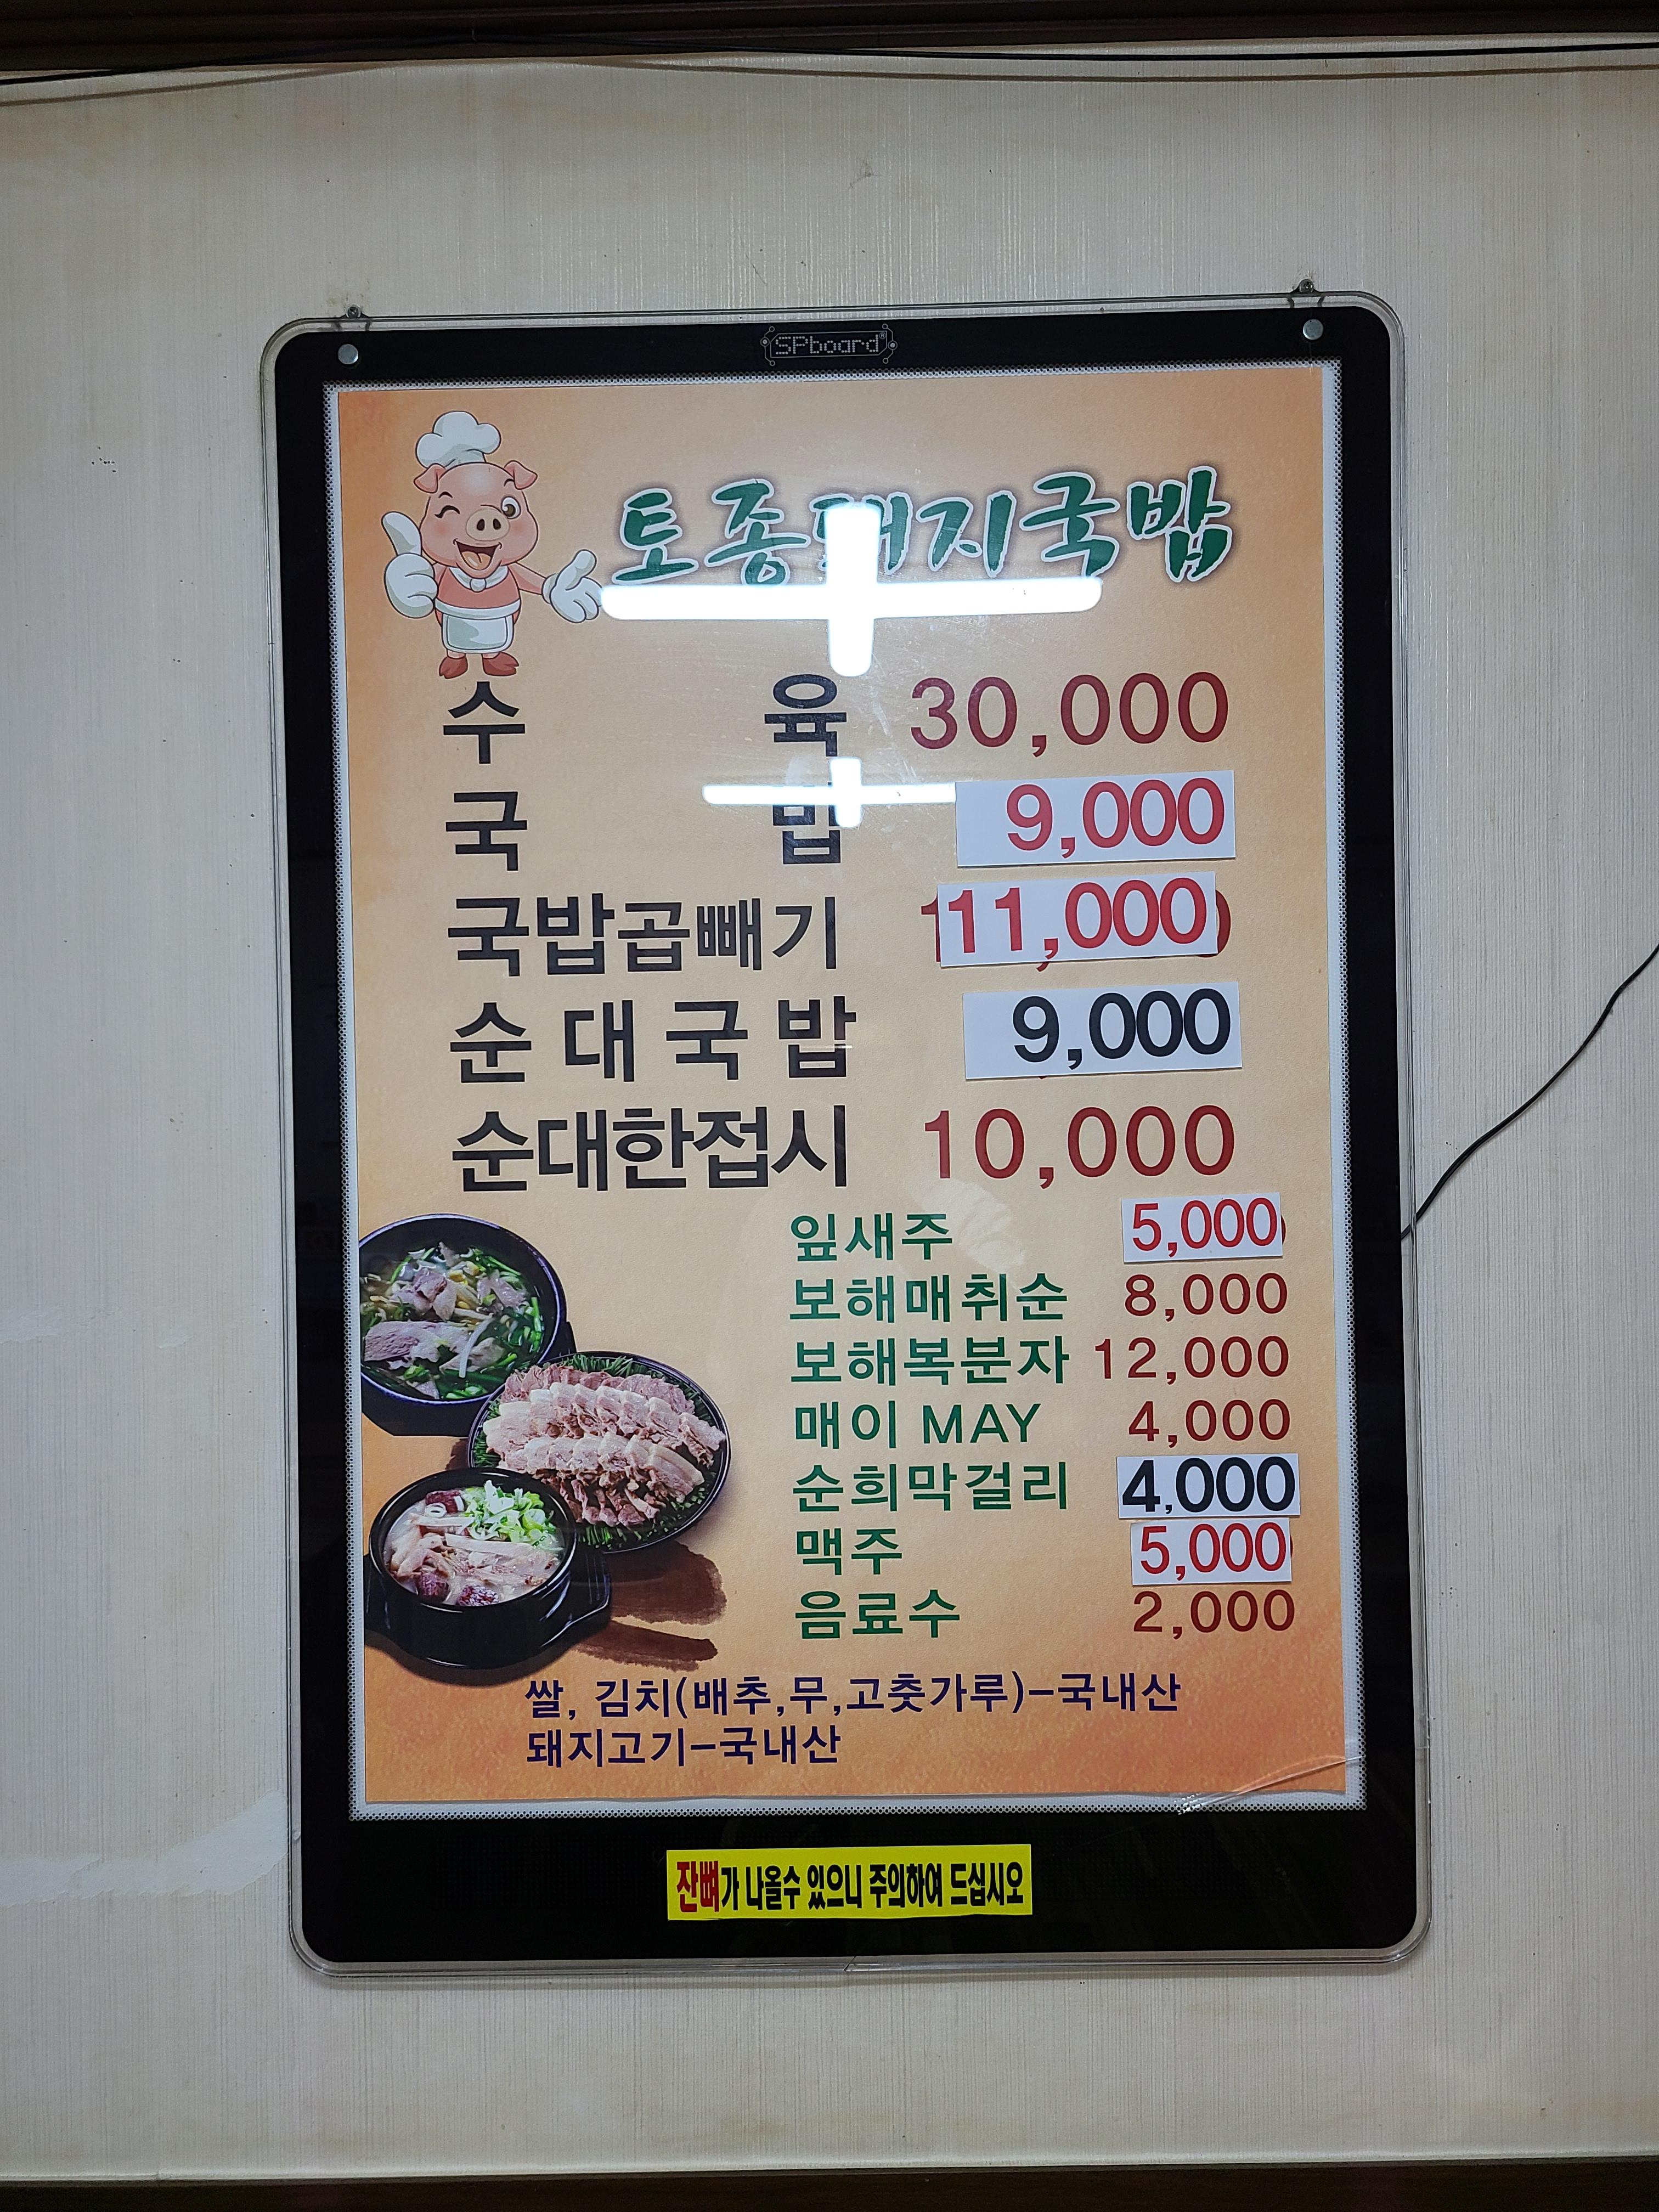 SPboard
토종돼지국밥
수육 30,000
국밥 9,000
국밥곱빼기 11,000
순대국밥 9,000
순대한접시 10,000
잎새주 5,000
보해매취순 8,000
보해복분자 12,000
매이 MAY 4,000
순희막걸리 4,000
맥주 5,000
음료수 2,000
쌀, 김치(배추,무,고춧가루)-국내산
돼지고기-국내산
잔뼈가 나올수 있으니 주의하여 드십시오